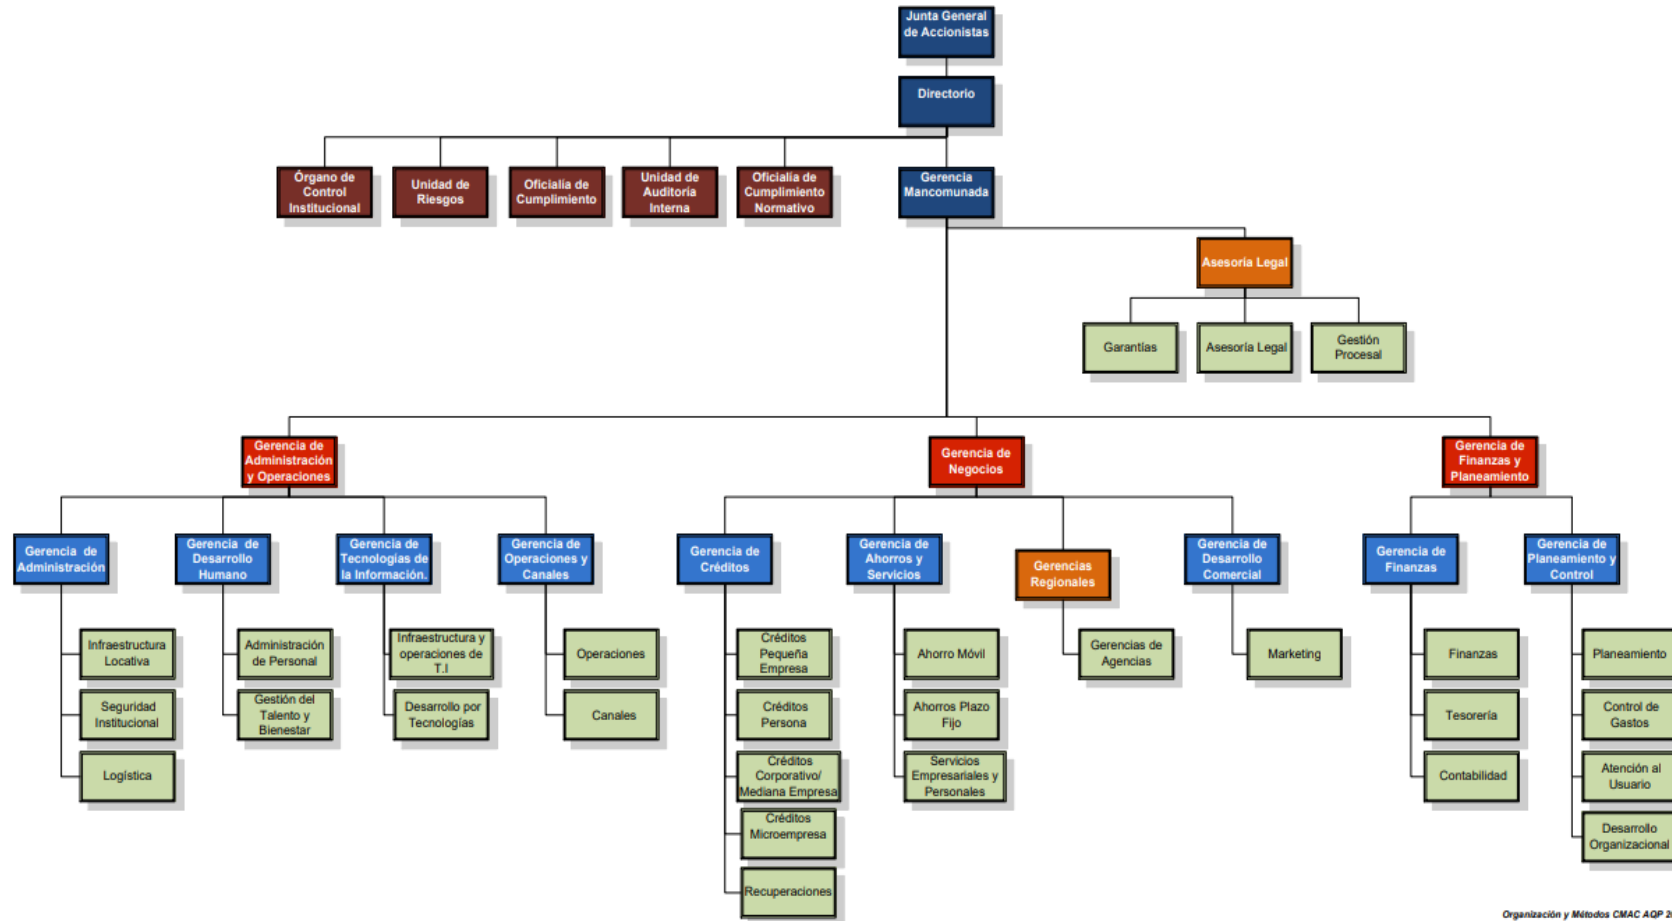 Junta General
de Accionistas
Directorio
Órgano de
Control
Institucional
Unidad de
Riesgos
Oficialía de
Cumplimiento
Unidad de
Auditoría
Interna
Oficialía de
Cumplimiento
Normativo
Gerencia
Mancomunada
Asesoría Legal
Garantías
Asesoría Legal
Gestión
Procesal
Gerencia de
Administración
y Operaciones
Gerencia de
Negocios
Gerencia de
Finanzas y
Planeamiento
Gerencia de
Administración
Gerencia de
Desarrollo
Humano
Gerencia de
Tecnologías de
la Información.
Gerencia de
Operaciones y
Canales
Gerencia de
Créditos
Gerencia de
Ahorros y
Servicios
Gerencias
Regionales
Gerencia de
Desarrollo
Comercial
Gerencia de
Finanzas
Gerencia de
Planeamiento y
Control
Infraestructura
Locativa
Administración
de Personal
Infraestructura y
operaciones de
T.I
Operaciones
Créditos
Pequeña
Empresa
Ahorro Móvil
Gerencias de
Agencias
Marketing
Finanzas
Planeamiento
Seguridad
Institucional
Gestión del
Talento y
Bienestar
Desarrollo por
Tecnologías
Canales
Créditos
Persona
Ahorros Plazo
Fijo
Tesorería
Control de
Gastos
Logística
Créditos
Corporativo/
Mediana Empresa
Servicios
Empresariales y
Personales
Contabilidad
Atención al
Usuario
Créditos
Microempresa
Desarrollo
Organizacional
Recuperaciones
Organización y Métodos CMAC AQP